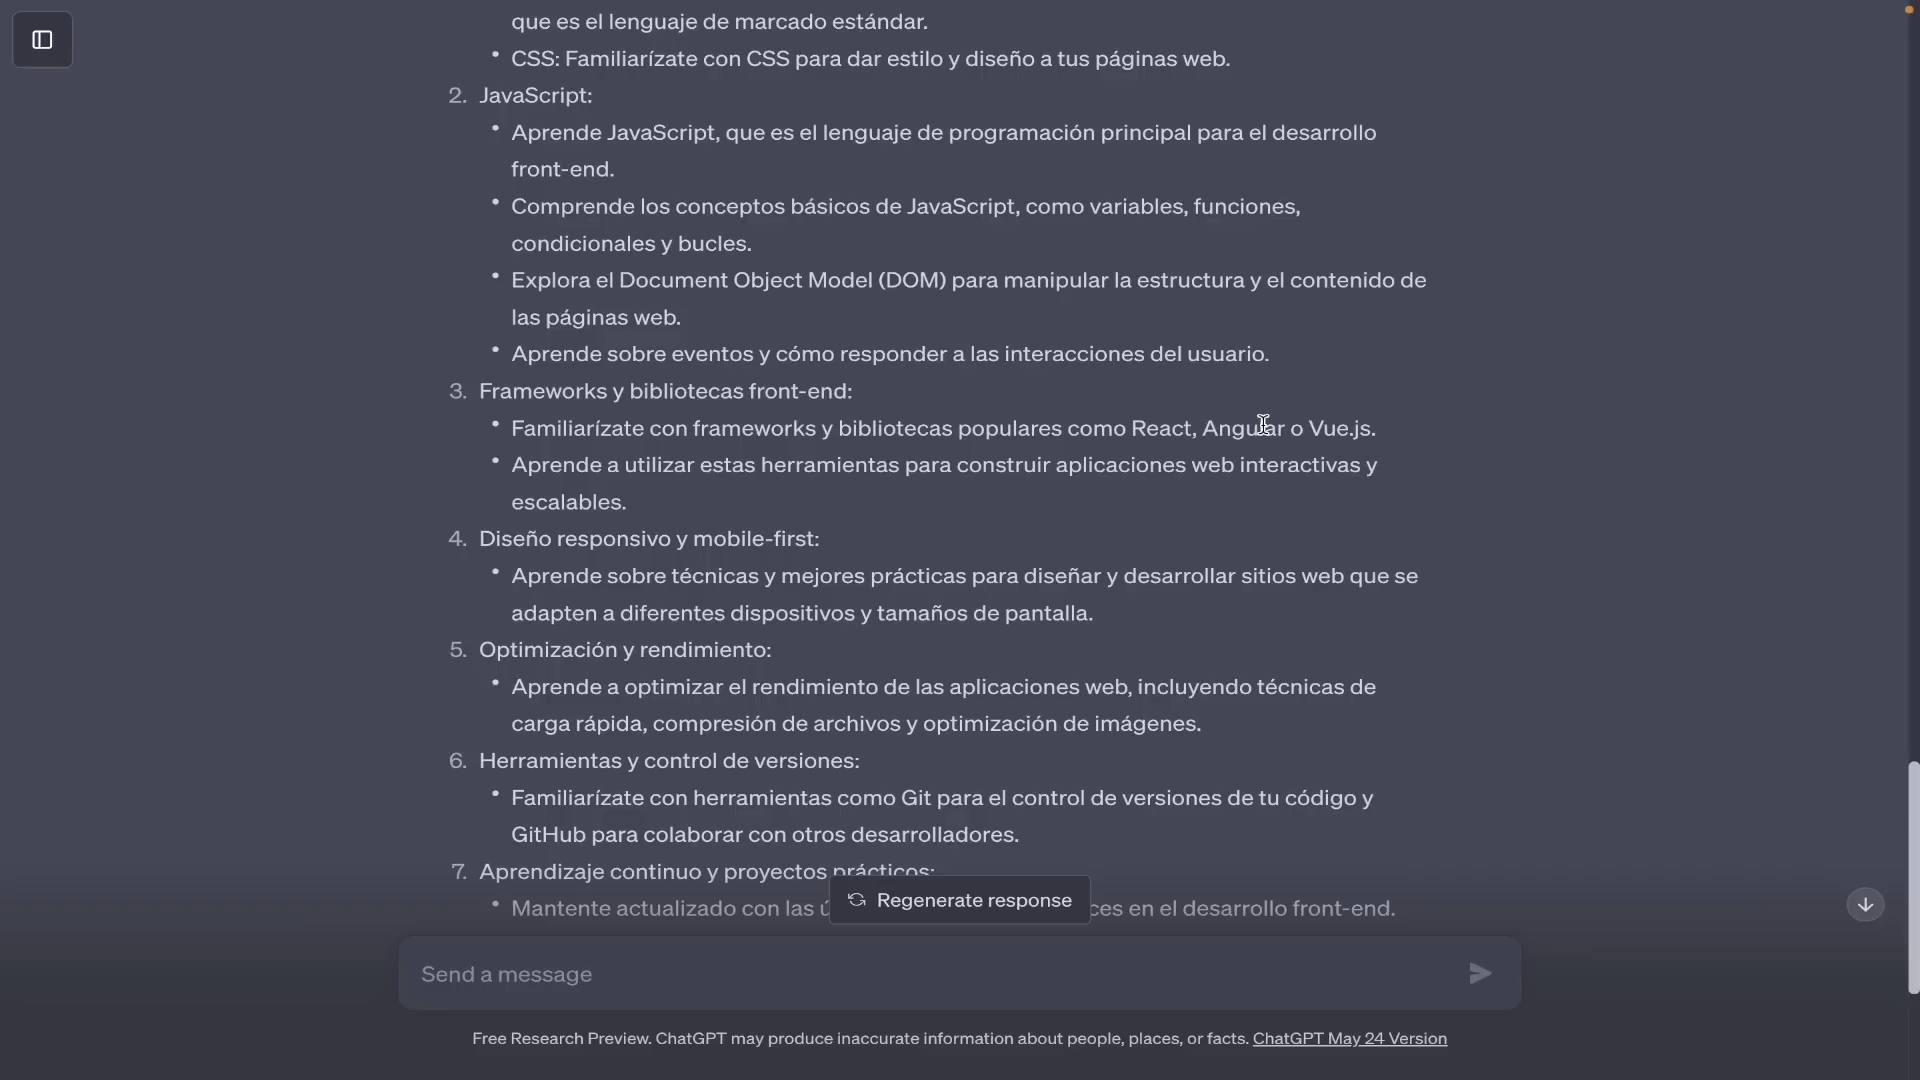 que es el lenguaje de marcado estándar.
• CSS: Familiarízate con CSS para dar estilo y diseño a tus páginas web.
2. JavaScript:
• Aprende JavaScript, que es el lenguaje de programación principal para el desarrollo
front-end.
• Comprende los conceptos básicos de JavaScript, como variables, funciones,
condicionales y bucles.
• Explora el Document Object Model (DOM) para manipular la estructura y el contenido de
las páginas web.
• Aprende sobre eventos y cómo responder a las interacciones del usuario.
3. Frameworks y bibliotecas front-end:
• Familiarízate con frameworks y bibliotecas populares como React, Angular o Vue.js.
• Aprende a utilizar estas herramientas para construir aplicaciones web interactivas y
escalables.
4. Diseño responsivo y mobile-first:
• Aprende sobre técnicas y mejores prácticas para diseñar y desarrollar sitios web que se
adapten a diferentes dispositivos y tamaños de pantalla.
5. Optimización y rendimiento:
• Aprende a optimizar el rendimiento de las aplicaciones web, incluyendo técnicas de
carga rápida, compresión de archivos y optimización de imágenes.
6. Herramientas y control de versiones:
• Familiarízate con herramientas como Git para el control de versiones de tu código y
GitHub para colaborar con otros desarrolladores.
7. Aprendizaje continuo y proyectos prácticos:
• Mantente actualizado con las en el desarrollo front-end.
Regenerate response
Send a message
Free Research Preview. ChatGPT may produce inaccurate information about people, places, or facts. ChatGPT May 24 Version